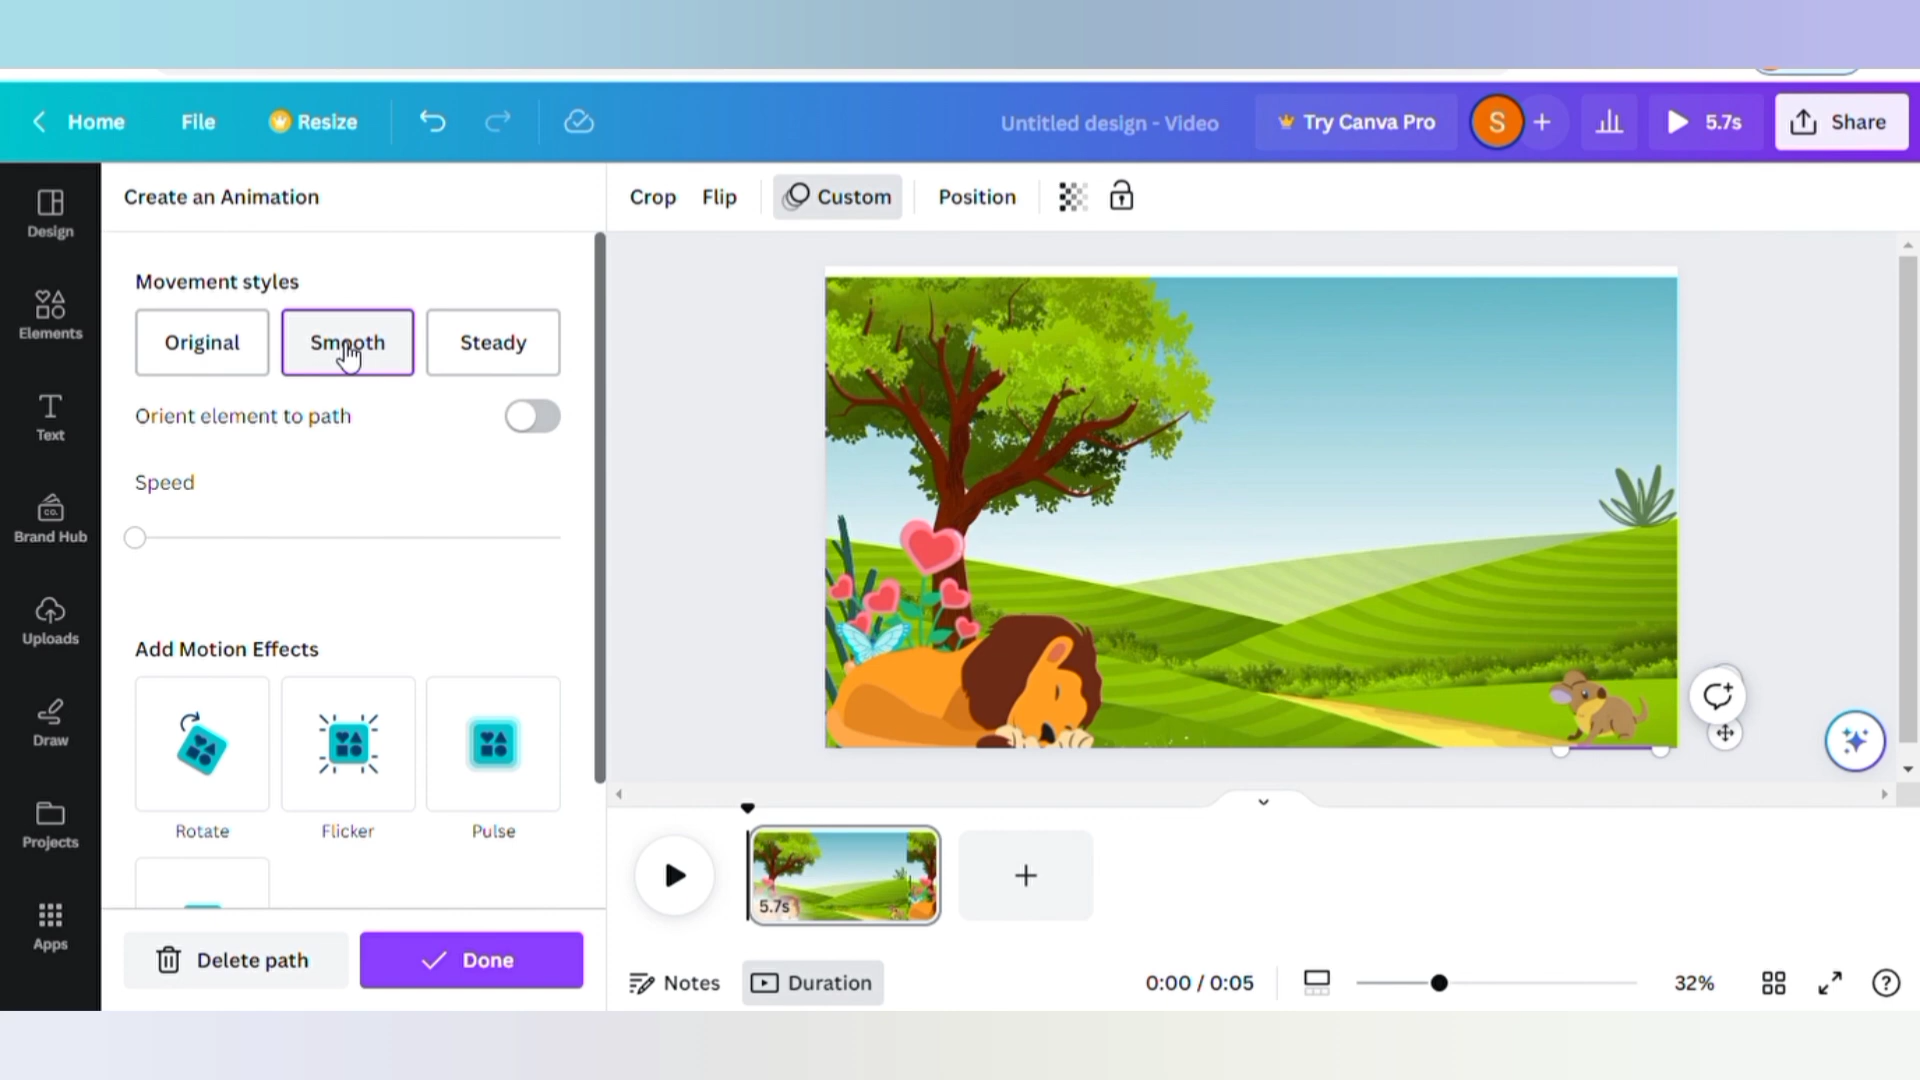 Home File Resize Untitled design - Video Try Canva Pro S 5.7s Share
Design
Elements
Text
CO.
Brand Hub
Uploads
Draw
Projects
Apps
Create an Animation
Movement styles
Original Smooth Steady
Orient element to path
Speed
Add Motion Effects
Rotate Flicker Pulse
Delete path Done
Crop Flip Custom Position
5.7s
Notes Duration 0:00 / 0:05 32%